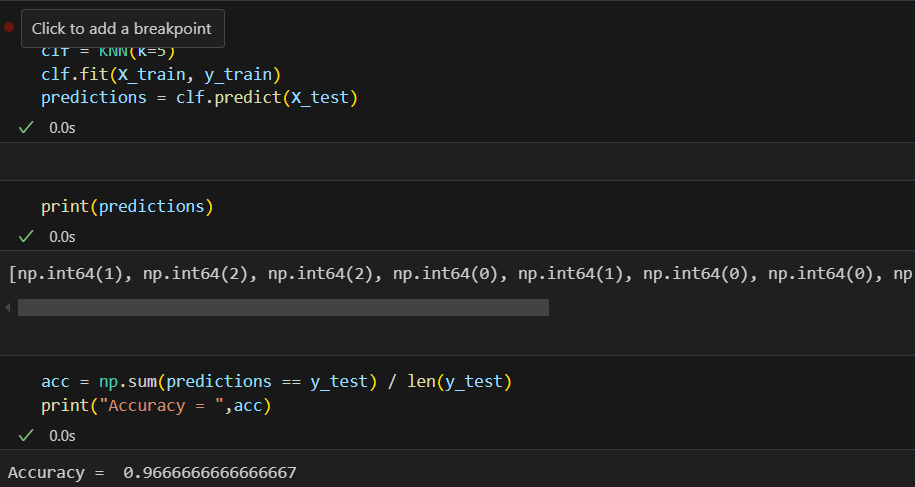 Click to add a breakpoint
clf = KNN(k=5)
clf.fit(X_train, y_train)
predictions = clf.predict(X_test)
0.0s
print(predictions)
0.0s
[np.int64(1), np.int64(2), np.int64(2), np.int64(0), np.int64(1), np.int64(0), np.int64(0), np
acc = np.sum(predictions == y_test) / len(y_test)
print("Accuracy = ",acc)
0.0s
Accuracy =  0.9666666666666667